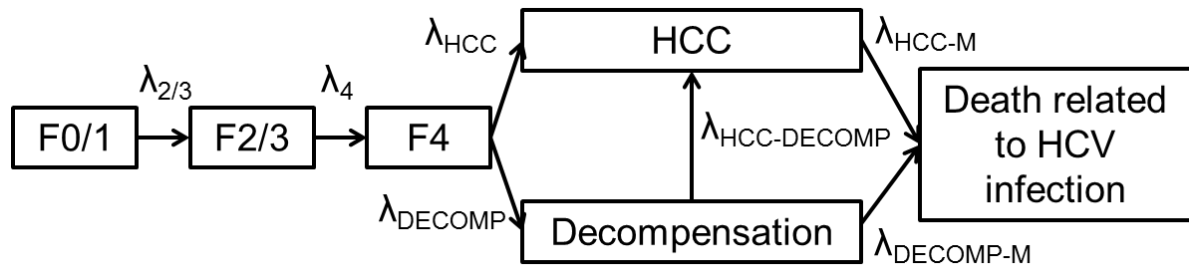 λHCC
HCC
λHCC-M
λ2/3
λ4
F0/1
F2/3
F4
λHCC-DECOMP
Death related
to HCV
infection
λDECOMP
Decompensation
λDECOMP-M